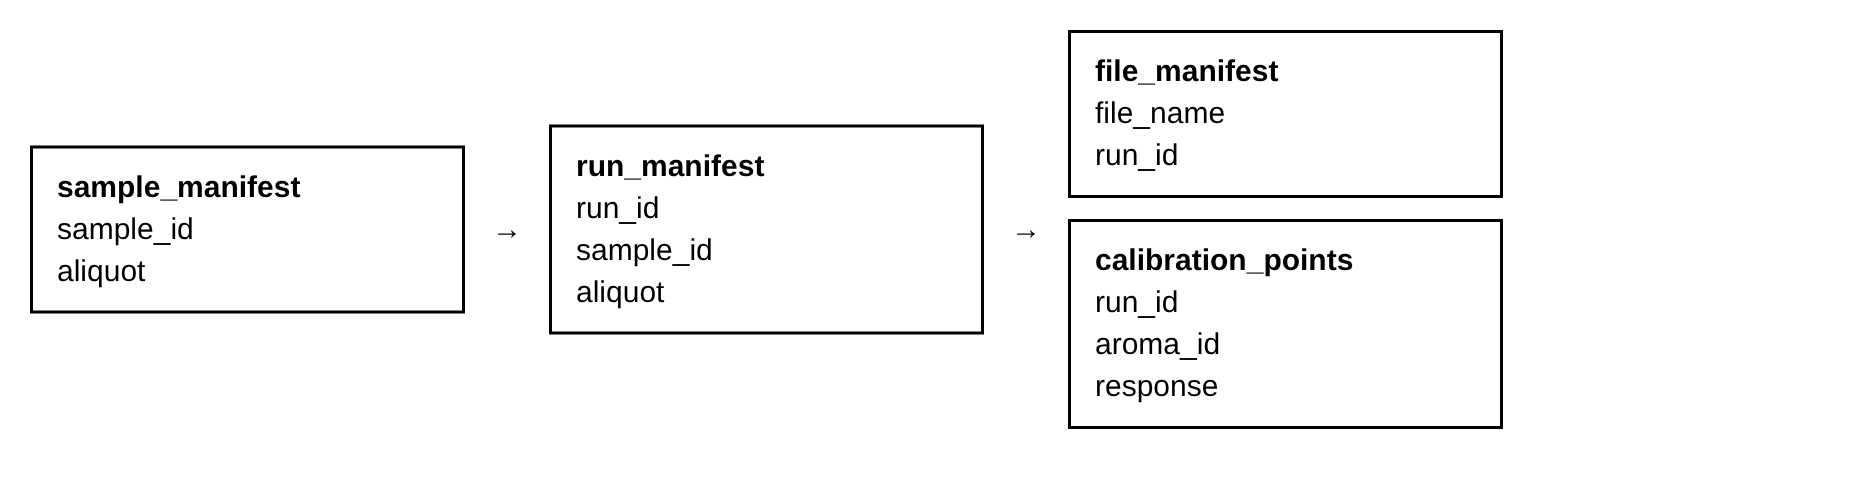 sample_manifest
sample_id
aliquot
→
run_manifest
run_id
sample_id
aliquot
→
file_manifest
file_name
run_id
calibration_points
run_id
aroma_id
response